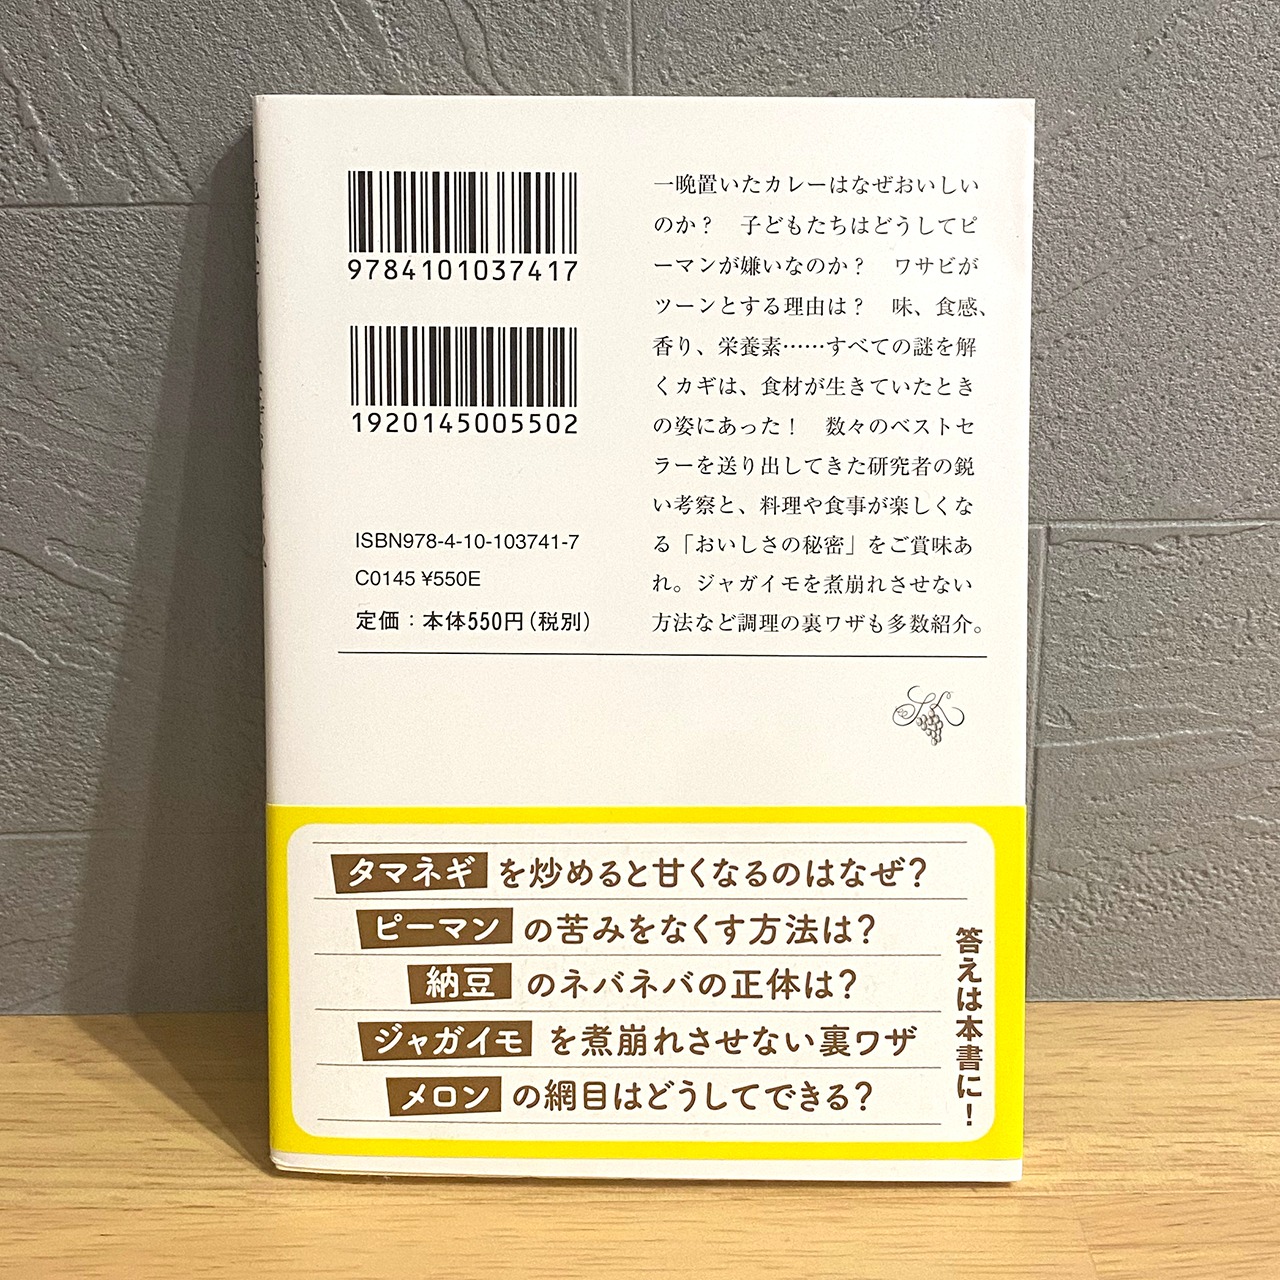 9784101037417
1920145005502
ISBN978-4-10-103741-7
C0145 ¥550E
定価：本体550円(税別)
一晩置いたカレーはなぜおいしい
のか？　子どもたちはどうしてピ
ーマンが嫌いなのか？　ワサビが
ツーンとする理由は？　味、食感、
香り、栄養素……すべての謎を解
くカギは、食材が生きていたとき
の姿にあった！　数々のベストセ
ラーを送り出してきた研究者の鋭
い考察と、料理や食事が楽しくな
る「おいしさの秘密」をご賞味あ
れ。ジャガイモを煮崩れさせない
方法など調理の裏ワザも多数紹介。
タマネギを炒めると甘くなるのはなぜ？
ピーマンの苦みをなくす方法は？
納豆のネバネバの正体は？
ジャガイモを煮崩れさせない裏ワザ
メロンの網目はどうしてできる？
答えは本書に！